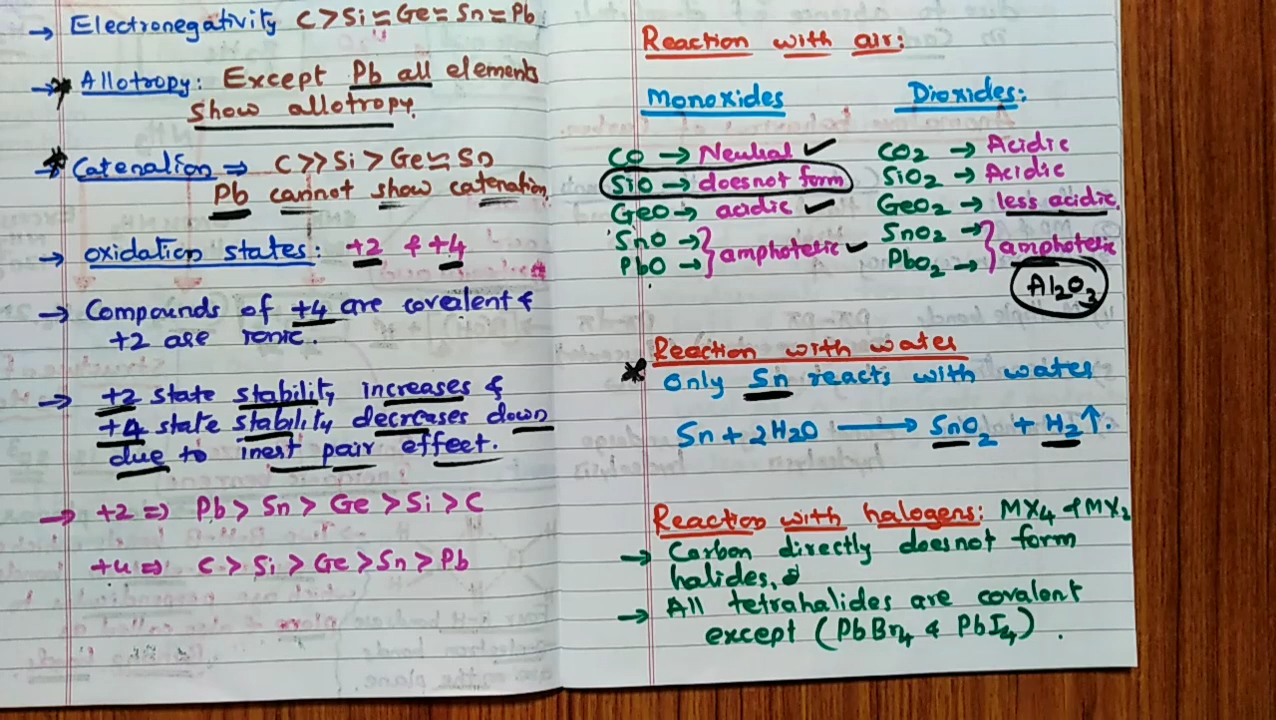 → Electronegativity C > Si ≃ Ge ≃ Sn ≃ Pb
→ Allotropy: Except Pb all elements
show allotropy.
→ Catenation ⇒ C >> Si > Ge ≃ Sn
Pb cannot show catenation.
→ oxidation states: +2 & +4
→ Compounds of +4 are covalent &
+2 are ionic.
→ +2 state stability increases &
+4 state stability decreases down
due to inert pair effect.
→ +2 ⇒ Pb > Sn > Ge > Si > C
+4 ⇒ C > Si > Ge > Sn > Pb
Reaction with air:
Monoxides
CO → Neutral ✓
SiO → doesnot form
GeO → acidic ✓
SnO →
PbO → } amphoteric ✓
Dioxides:
CO₂ → Acidic
SiO₂ → Acidic
GeO₂ → less acidic.
SnO₂ →
PbO₂ → } amphoteric
Al₂O₃
Reaction with water
* Only Sn reacts with water
Sn + 2H₂O ⟶ SnO₂ + H₂↑.
Reaction with halogens: MX₄ & MX₂
→ Carbon directly doesnot form
halides.
→ All tetrahalides are covalent
except (PbBr₄ & PbI₄).